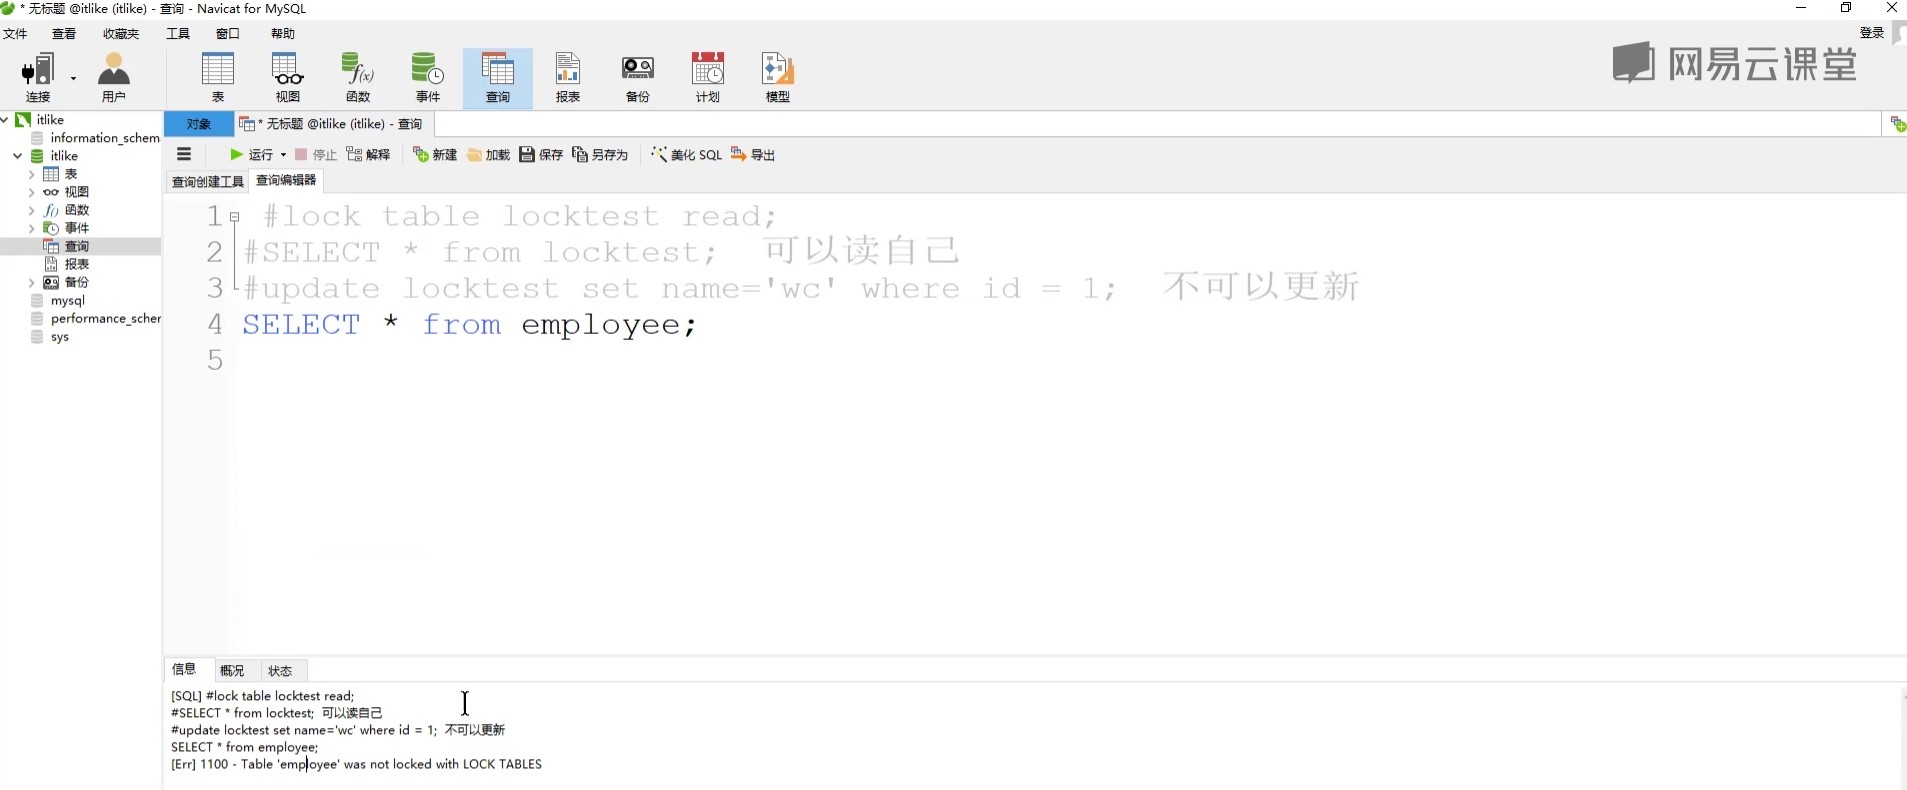 * 无标题 @itlike (itlike) - 查询 - Navicat for MySQL
文件 查看 收藏夹 工具 窗口 帮助 登录
连接 用户 表 视图 函数 事件 查询 报表 备份 计划 模型
网易云课堂
itlike
information_schem
itlike
表
视图
函数
事件
查询
报表
备份
mysql
performance_scher
sys
对象 * 无标题 @itlike (itlike) - 查询
运行 停止 解释 新建 加载 保存 另存为 美化 SQL 导出
查询创建工具 查询编辑器
1 #lock table locktest read;
2 #SELECT * from locktest; 可以读自己
3 #update locktest set name='wc' where id = 1; 不可以更新
4 SELECT * from employee;
5
信息 概况 状态
[SQL] #lock table locktest read;
#SELECT * from locktest; 可以读自己
#update locktest set name='wc' where id = 1; 不可以更新
SELECT * from employee;
[Err] 1100 - Table 'employee' was not locked with LOCK TABLES